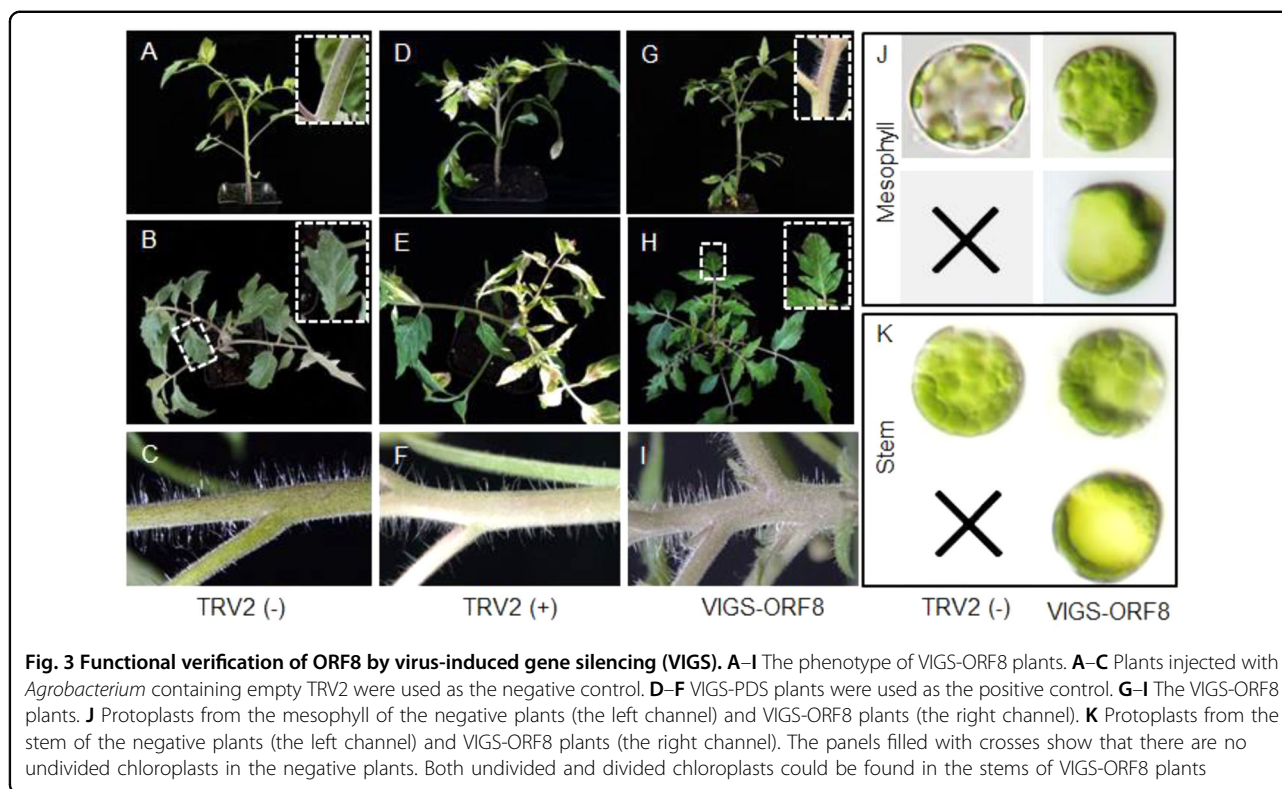 A
D
G
J
Mesophyll
B
E
H
C
F
I
K
Stem
TRV2 (-)
TRV2 (+)
VIGS-ORF8
TRV2 (-)
VIGS-ORF8
Fig. 3 Functional verification of ORF8 by virus-induced gene silencing (VIGS). A–I The phenotype of VIGS-ORF8 plants. A–C Plants injected with
Agrobacterium containing empty TRV2 were used as the negative control. D–F VIGS-PDS plants were used as the positive control. G–I The VIGS-ORF8
plants. J Protoplasts from the mesophyll of the negative plants (the left channel) and VIGS-ORF8 plants (the right channel). K Protoplasts from the
stem of the negative plants (the left channel) and VIGS-ORF8 plants (the right channel). The panels filled with crosses show that there are no
undivided chloroplasts in the negative plants. Both undivided and divided chloroplasts could be found in the stems of VIGS-ORF8 plants